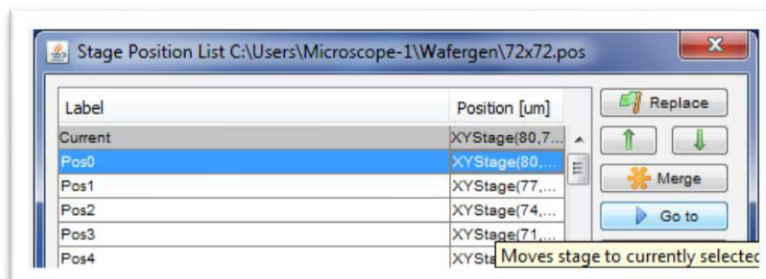 Stage Position List C:\Users\Microscope-1\Wafergen\72x72.pos
Label Position [um] Replace
Current XYStage(80,7...
Pos0 XYStage(80,...
Pos1 XYStage(77,... Merge
Pos2 XYStage(74,... Go to
Pos3 XYStage(71,...
Pos4 XYSta Moves stage to currently selected